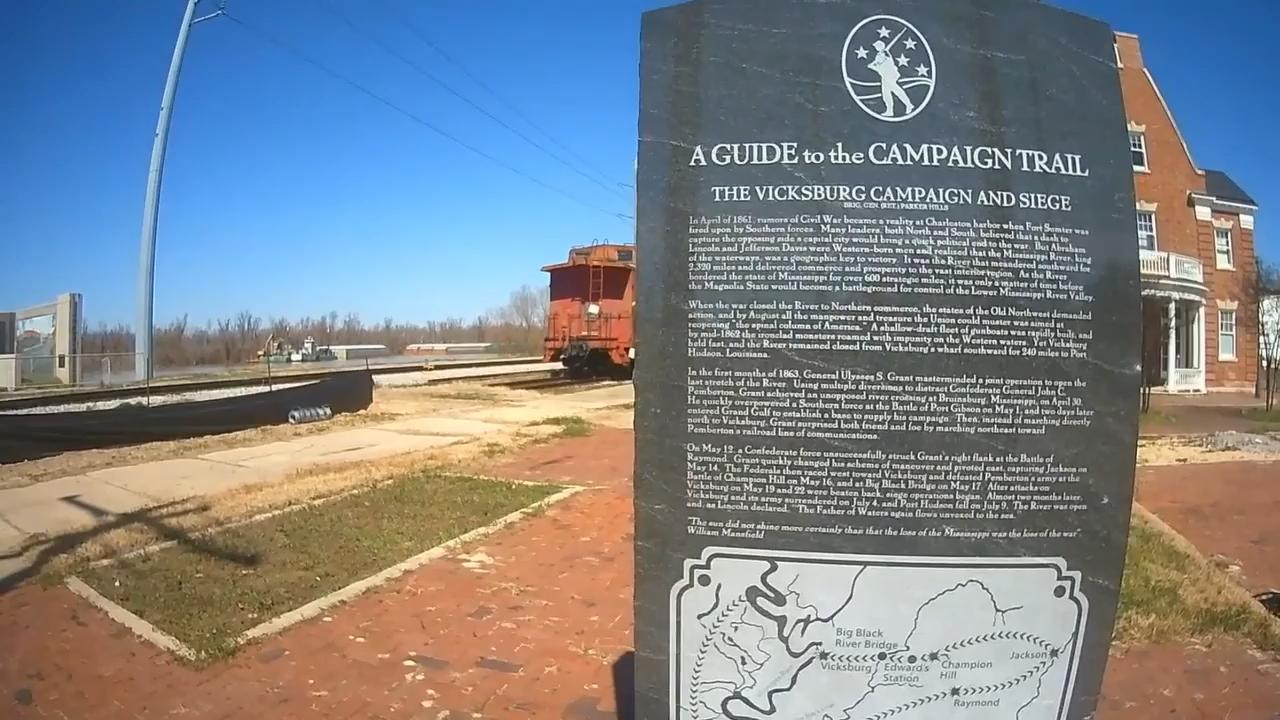 A GUIDE to the CAMPAIGN TRAIL
THE VICKSBURG CAMPAIGN AND SIEGE
BRIG. GEN. (RET.) PARKER HILLS
In April of 1861, rumors of Civil War became a reality at Charleston harbor when Fort Sumter was
fired upon by Southern forces. Many leaders, both North and South, believed that a dash to
capture the opposing side's capital city would bring a quick political end to the war. But Abraham
Lincoln and Jefferson Davis were Western-born men and realised that the Mississippi River, king
of the waterways, was a geographic key to victory. It was the River that meandered southward for
2,320 miles and delivered commerce and prosperity to the vast interior region. As the River
bordered the state of Mississippi for over 600 strategic miles, it was only a matter of time before
the Magnolia State would become a battleground for control of the Lower Mississippi River Valley.
When the war closed the River to Northern commerce, the states of the Old Northwest demanded
action, and by August all the manpower and treasure the Union could muster was aimed at
reopening "the spinal column of America." A shallow-draft fleet of gunboats was rapidly built, and
by mid-1862 the ironclad monsters roamed with impunity on the Western waters. Yet Vicksburg
held fast, and the River remained closed from Vicksburg's wharf southward for 240 miles to Port
Hudson, Louisiana.
In the first months of 1863, General Ulysses S. Grant masterminded a joint operation to open the
last stretch of the River. Using multiple diversions to distract Confederate General John C.
Pemberton, Grant achieved an unopposed river crossing at Bruinsburg, Mississippi, on April 30.
He quickly overpowered a Southern force at the Battle of Port Gibson on May 1, and two days later
entered Grand Gulf to establish a base to supply his campaign. Then, instead of marching directly
north to Vicksburg, Grant surprised both friend and foe by marching northeast toward
Pemberton's railroad line of communications.
On May 12, a Confederate force unsuccessfully struck Grant's right flank at the Battle of
Raymond. Grant quickly changed his scheme of maneuver and pivoted east, capturing Jackson on
May 14. The Federals then raced west toward Vicksburg and defeated Pemberton's army at the
Battle of Champion Hill on May 16, and at Big Black Bridge on May 17. After attacks on
Vicksburg on May 19 and 22 were beaten back, siege operations began. Almost two months later,
Vicksburg and its army surrendered on July 4, and Port Hudson fell on July 9. The River was open
and, as Lincoln declared, "The Father of Waters again flows unvexed to the sea."
"The sun did not shine more certainly than that the loss of the Mississippi was the loss of the war".
William Mansfield
Big Black
River Bridge
Vicksburg
Edward's
Station
Champion
Hill
Jackson
Raymond